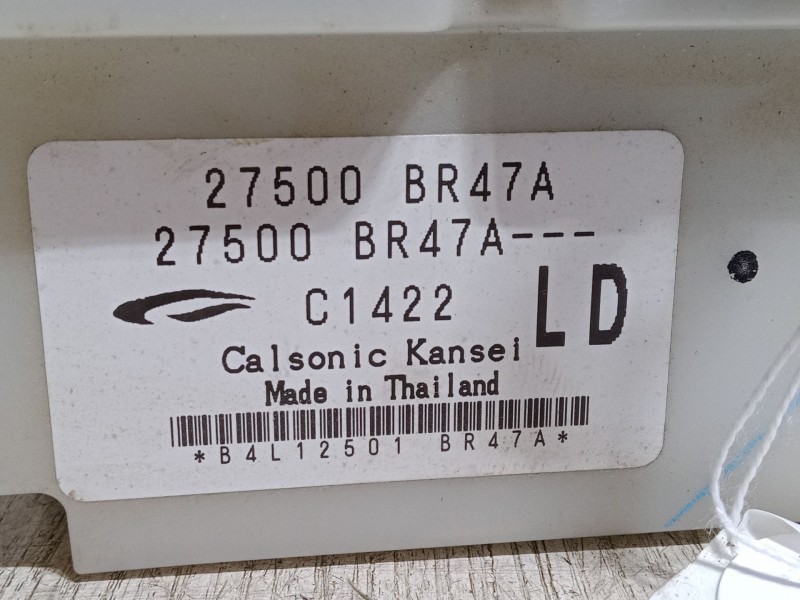 27500 BR47A
27500 BR47A---
C1422 LD
Calsonic Kansei
Made in Thailand
*B4L12501 BR47A*